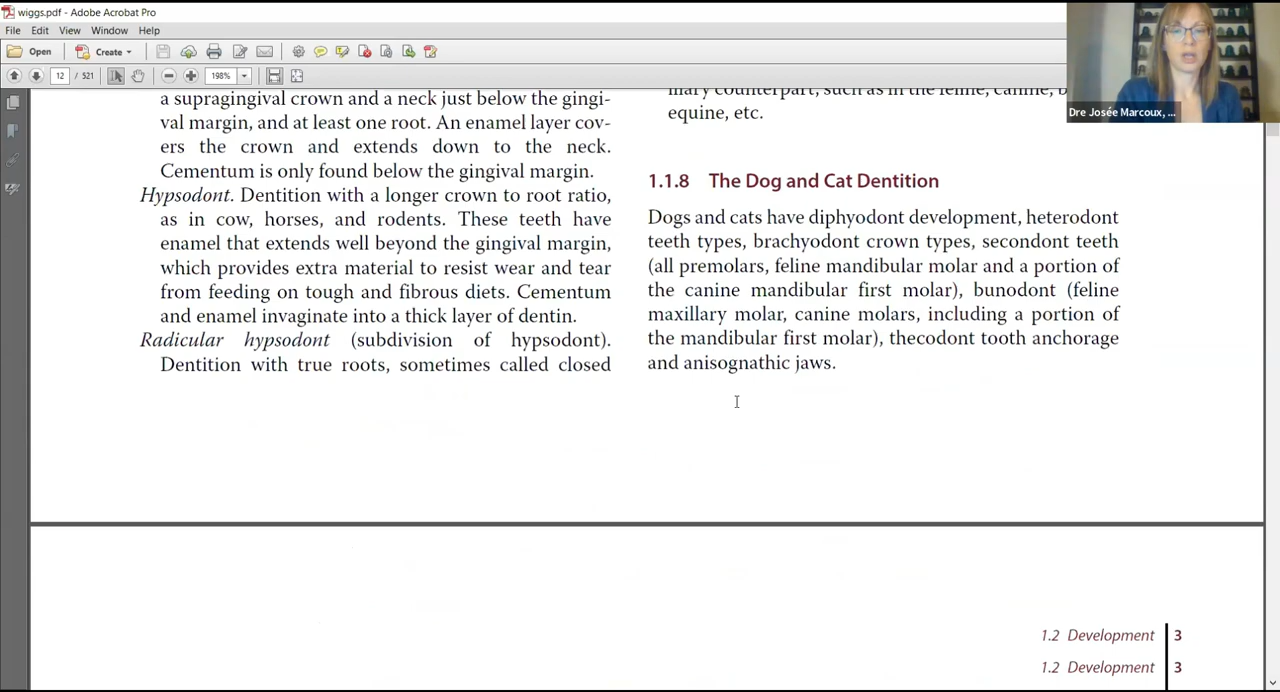 wiggs.pdf - Adobe Acrobat Pro
File Edit View Window Help
Open Create
12 / 521 198%
Dre Josée Marcoux, ...
a supragingival crown and a neck just below the gingi-
val margin, and at least one root. An enamel layer cov-
ers the crown and extends down to the neck.
Cementum is only found below the gingival margin.
Hypsodont. Dentition with a longer crown to root ratio,
as in cow, horses, and rodents. These teeth have
enamel that extends well beyond the gingival margin,
which provides extra material to resist wear and tear
from feeding on tough and fibrous diets. Cementum
and enamel invaginate into a thick layer of dentin.
Radicular hypsodont (subdivision of hypsodont).
Dentition with true roots, sometimes called closed
mary counterpart, such as in the feline, canine,
equine, etc.
1.1.8 The Dog and Cat Dentition
Dogs and cats have diphyodont development, heterodont
teeth types, brachyodont crown types, secondont teeth
(all premolars, feline mandibular molar and a portion of
the canine mandibular first molar), bunodont (feline
maxillary molar, canine molars, including a portion of
the mandibular first molar), thecodont tooth anchorage
and anisognathic jaws.
1.2 Development 3
1.2 Development 3